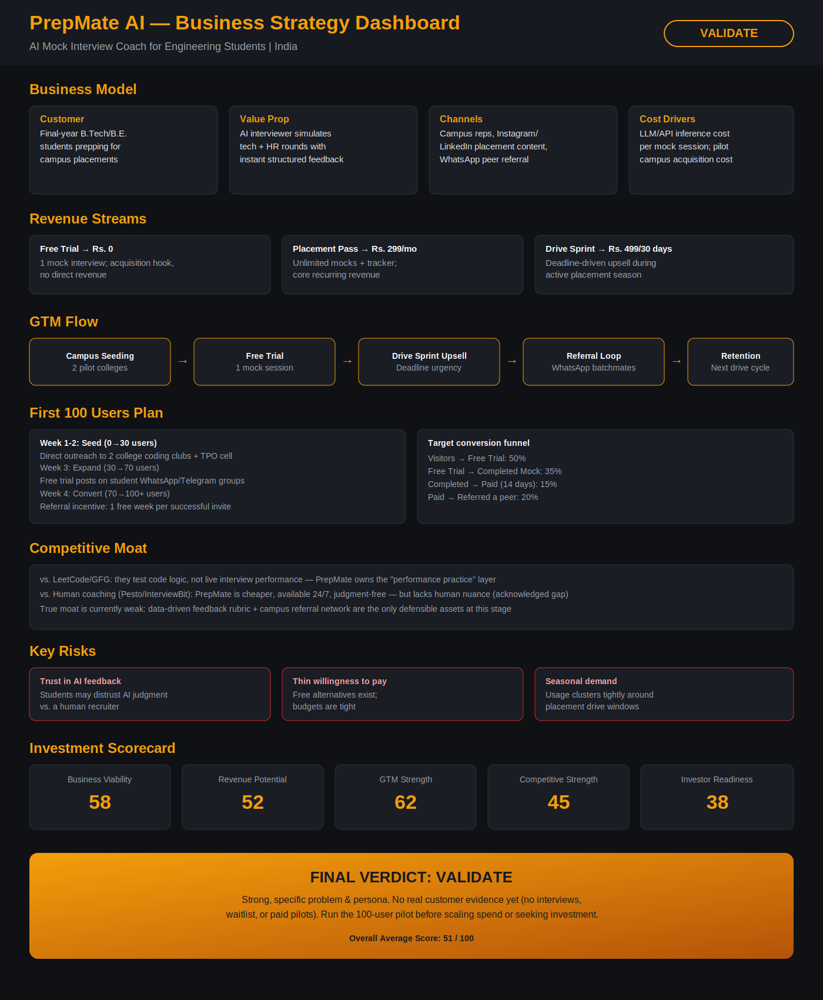 PrepMate AI — Business Strategy Dashboard
AI Mock Interview Coach for Engineering Students | India
VALIDATE
Business Model
Customer
Final-year B.Tech/B.E.
students prepping for
campus placements
Value Prop
AI interviewer simulates
tech + HR rounds with
instant structured feedback
Channels
Campus reps, Instagram/
LinkedIn placement content,
WhatsApp peer referral
Cost Drivers
LLM/API inference cost
per mock session; pilot
campus acquisition cost
Revenue Streams
Free Trial → Rs. 0
1 mock interview; acquisition hook,
no direct revenue
Placement Pass → Rs. 299/mo
Unlimited mocks + tracker;
core recurring revenue
Drive Sprint → Rs. 499/30 days
Deadline-driven upsell during
active placement season
GTM Flow
Campus Seeding
2 pilot colleges
→
Free Trial
1 mock session
→
Drive Sprint Upsell
Deadline urgency
→
Referral Loop
WhatsApp batchmates
→
Retention
Next drive cycle
First 100 Users Plan
Week 1-2: Seed (0→30 users)
Direct outreach to 2 college coding clubs + TPO cell
Week 3: Expand (30→70 users)
Free trial posts on student WhatsApp/Telegram groups
Week 4: Convert (70→100+ users)
Referral incentive: 1 free week per successful invite
Target conversion funnel
Visitors → Free Trial: 50%
Free Trial → Completed Mock: 35%
Completed → Paid (14 days): 15%
Paid → Referred a peer: 20%
Competitive Moat
vs. LeetCode/GFG: they test code logic, not live interview performance — PrepMate owns the "performance practice" layer
vs. Human coaching (Pesto/InterviewBit): PrepMate is cheaper, available 24/7, judgment-free — but lacks human nuance (acknowledged gap)
True moat is currently weak: data-driven feedback rubric + campus referral network are the only defensible assets at this stage
Key Risks
Trust in AI feedback
Students may distrust AI judgment
vs. a human recruiter
Thin willingness to pay
Free alternatives exist;
budgets are tight
Seasonal demand
Usage clusters tightly around
placement drive windows
Investment Scorecard
Business Viability
58
Revenue Potential
52
GTM Strength
62
Competitive Strength
45
Investor Readiness
38
FINAL VERDICT: VALIDATE
Strong, specific problem & persona. No real customer evidence yet (no interviews,
waitlist, or paid pilots). Run the 100-user pilot before scaling spend or seeking investment.
Overall Average Score: 51 / 100